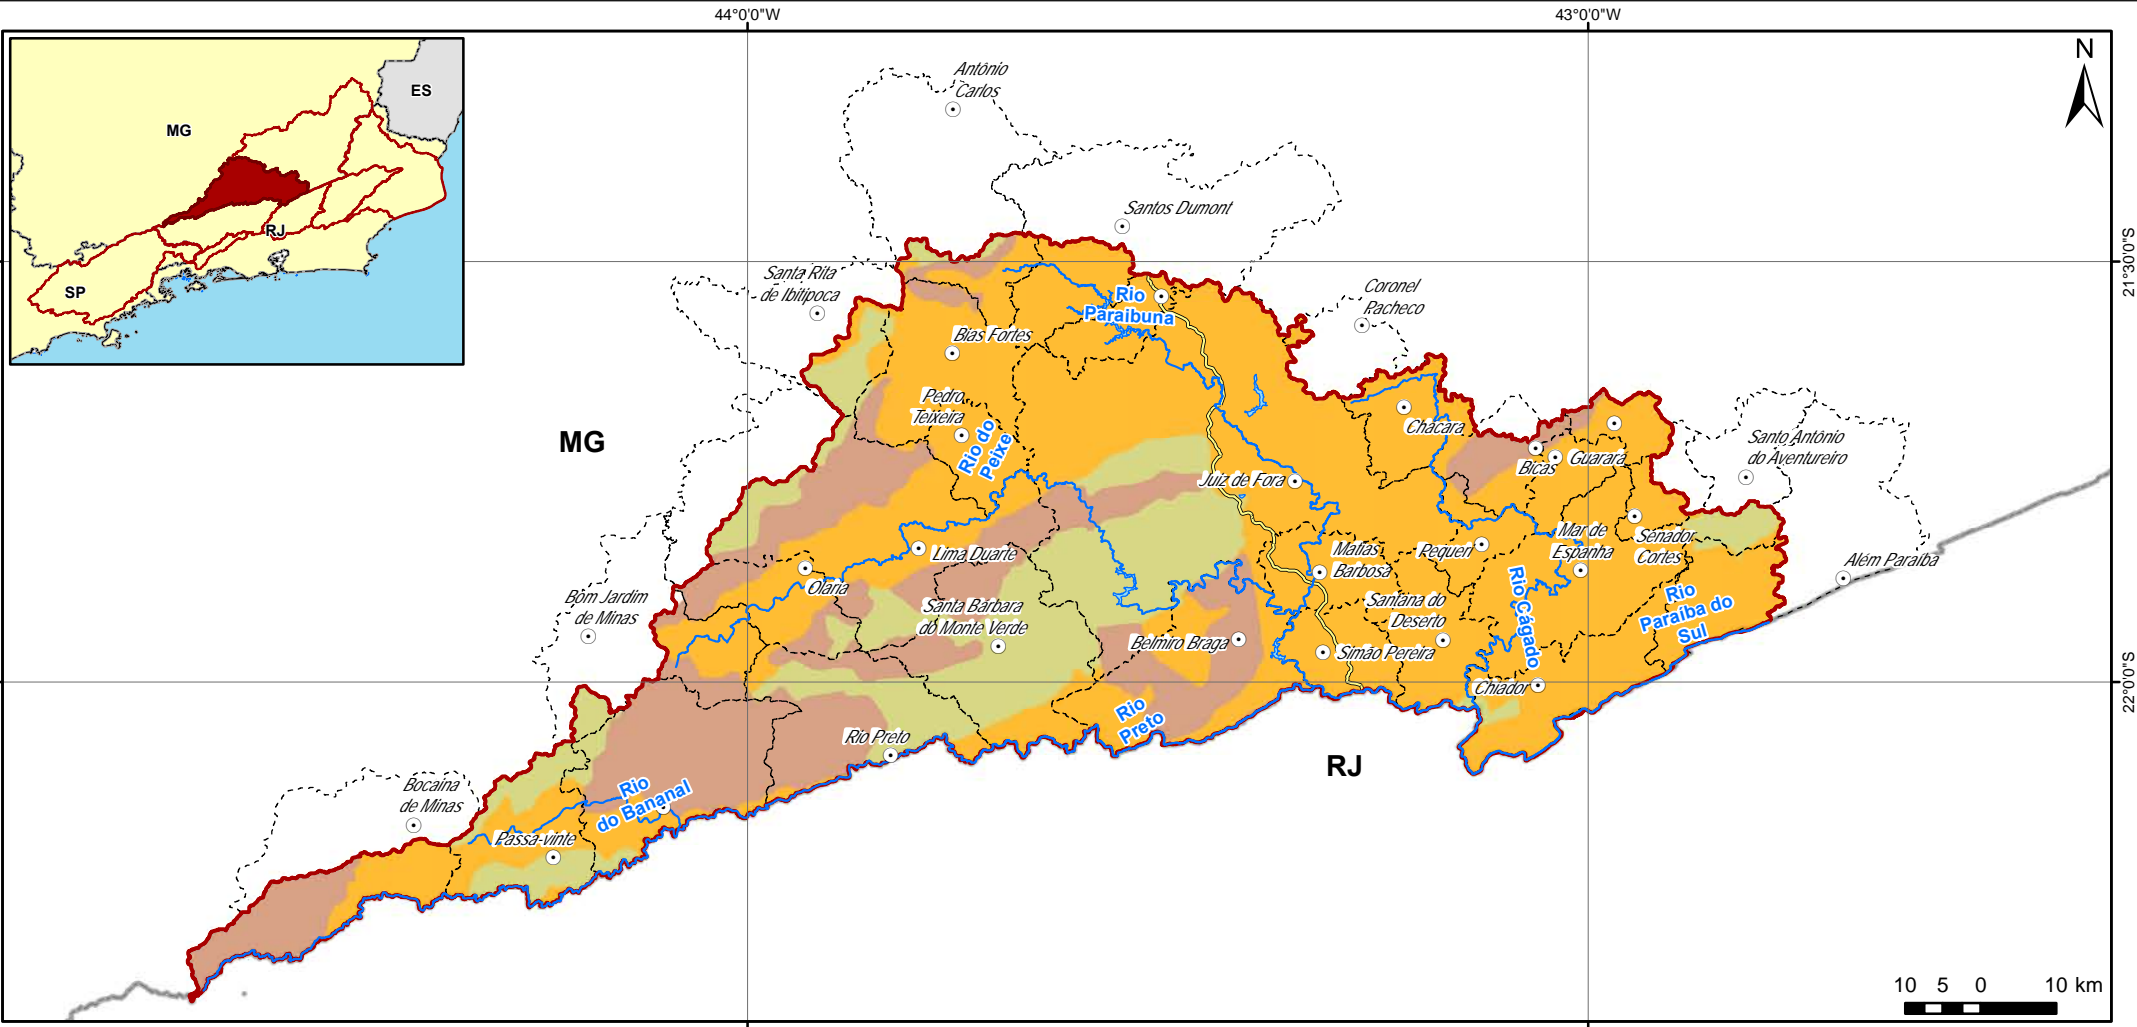 44°0'0"W
43°0'0"W
N
ES
MG
RJ
SP
Antônio
Carlos
Santos Dumont
21°30'0"S
Santa Rita
de Ibitipoca
Coronel
Pacheco
Rio
Paraibuna
Bias Fortes
Pedro
Teixeira
Rio do
Peixe
Chácara
MG
Santo Antônio
do Aventureiro
Bicas
Guarará
Juiz de Fora
Mar de
Espanha
Senador
Cortes
Lima Duarte
Matias
Barbosa
Pequeri
Além Paraíba
Olaria
Bom Jardim
de Minas
Santa Bárbara
do Monte Verde
Santana do
Deserto
Rio Cágado
Rio
Paraíba do
Sul
Belmiro Braga
Simão Pereira
Chiador
22°0'0"S
Rio
Preto
Rio Preto
RJ
Bocaina
de Minas
Rio
do Bananal
Passa-vinte
10 5 0 10 km